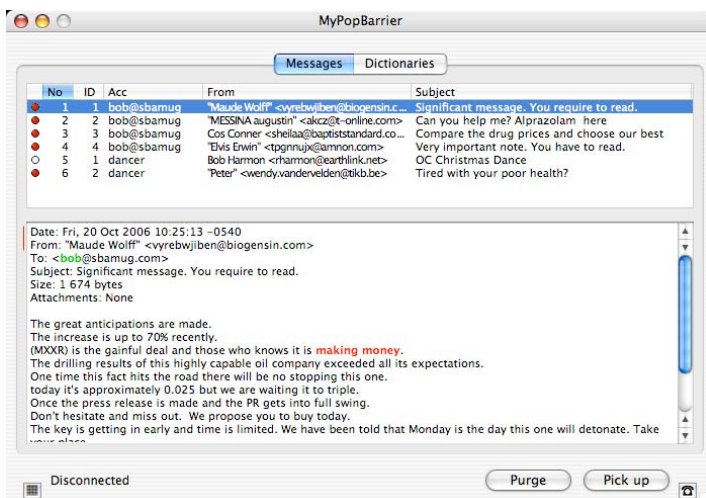 MyPopBarrier
Messages Dictionaries
No ID Acc From Subject
1 1 bob@sbamug "Maude Wolff" <vyrebwjiben@biogensin.c... Significant message. You require to read.
2 2 bob@sbamug "MESSINA augustin" <akcz@t-online.com> Can you help me? Alprazolam here
3 3 bob@sbamug Cos Conner <sheilaa@baptiststandard.co... Compare the drug prices and choose our best
4 4 bob@sbamug "Elvis Erwin" <tpgnnujx@amnon.com> Very important note. You have to read.
5 1 dancer Bob Harmon <rharmon@earthlink.net> OC Christmas Dance
6 2 dancer "Peter" <wendy.vandervelden@tikb.be> Tired with your poor health?
Date: Fri, 20 Oct 2006 10:25:13 -0540
From: "Maude Wolff" <vyrebwjiben@biogensin.com>
To: <bob@sbamug.com>
Subject: Significant message. You require to read.
Size: 1 674 bytes
Attachments: None
The great anticipations are made.
The increase is up to 70% recently.
(MXXR) is the gainful deal and those who knows it is making money.
The drilling results of this highly capable oil company exceeded all its expectations.
One time this fact hits the road there will be no stopping this one.
today it's approximately 0.025 but we are waiting it to triple.
Once the press release is made and the PR gets into full swing.
Don't hesitate and miss out. We propose you to buy today.
The key is getting in early and time is limited. We have been told that Monday is the day this one will detonate. Take
your place
Disconnected Purge Pick up